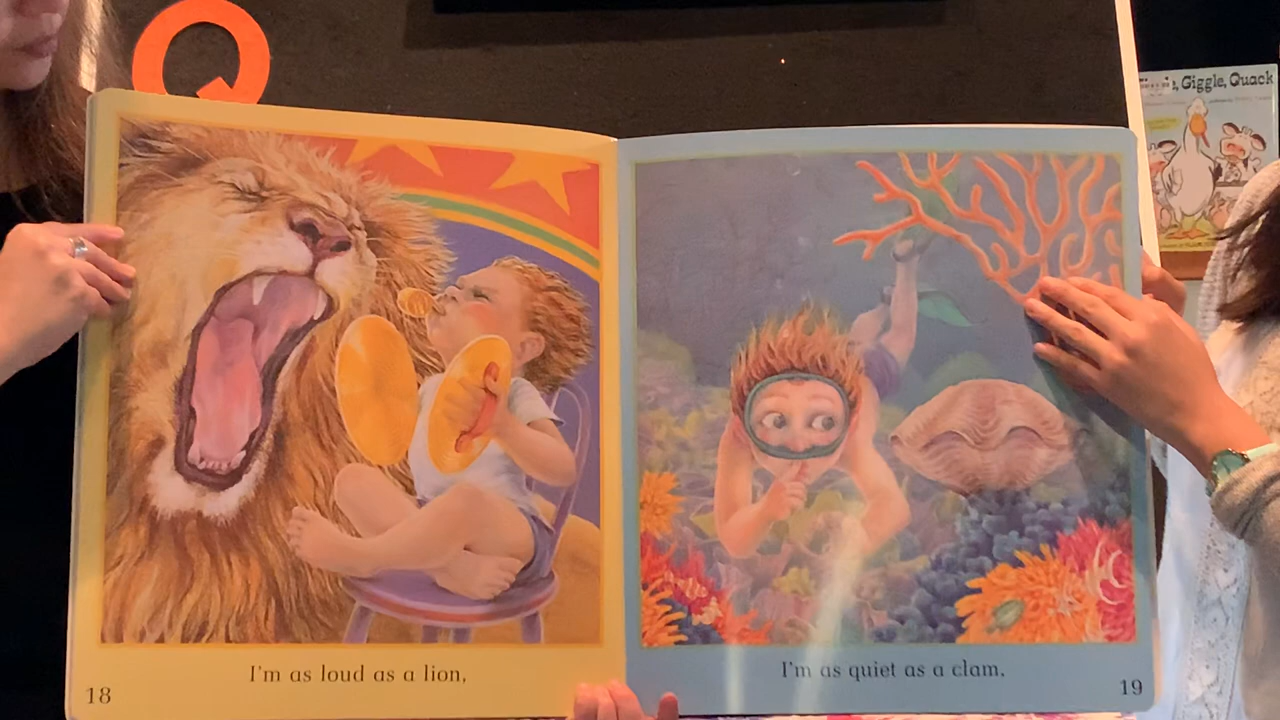 Q
, Giggle, Quack
I'm as loud as a lion,
18
I'm as quiet as a clam.
19